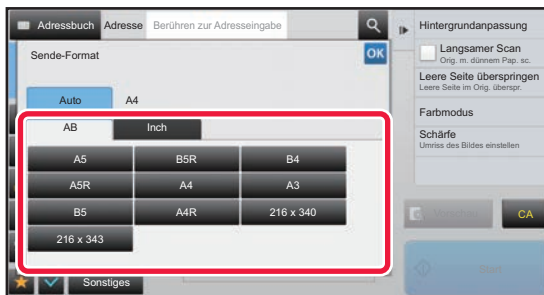 Adressbuch Adresse Berühren zur Adresseingabe
Sende-Format OK
Auto A4
AB Inch
A5 B5R B4
A5R A4 A3
B5 A4R 216 x 340
216 x 343
Sonstiges
Hintergrundanpassung
Langsamer Scan
Orig. m. dünnem Pap. sc.
Leere Seite überspringen
Leere Seite im Orig. überspr.
Farbmodus
Schärfe
Umriss des Bildes einstellen
Vorschau CA
Start